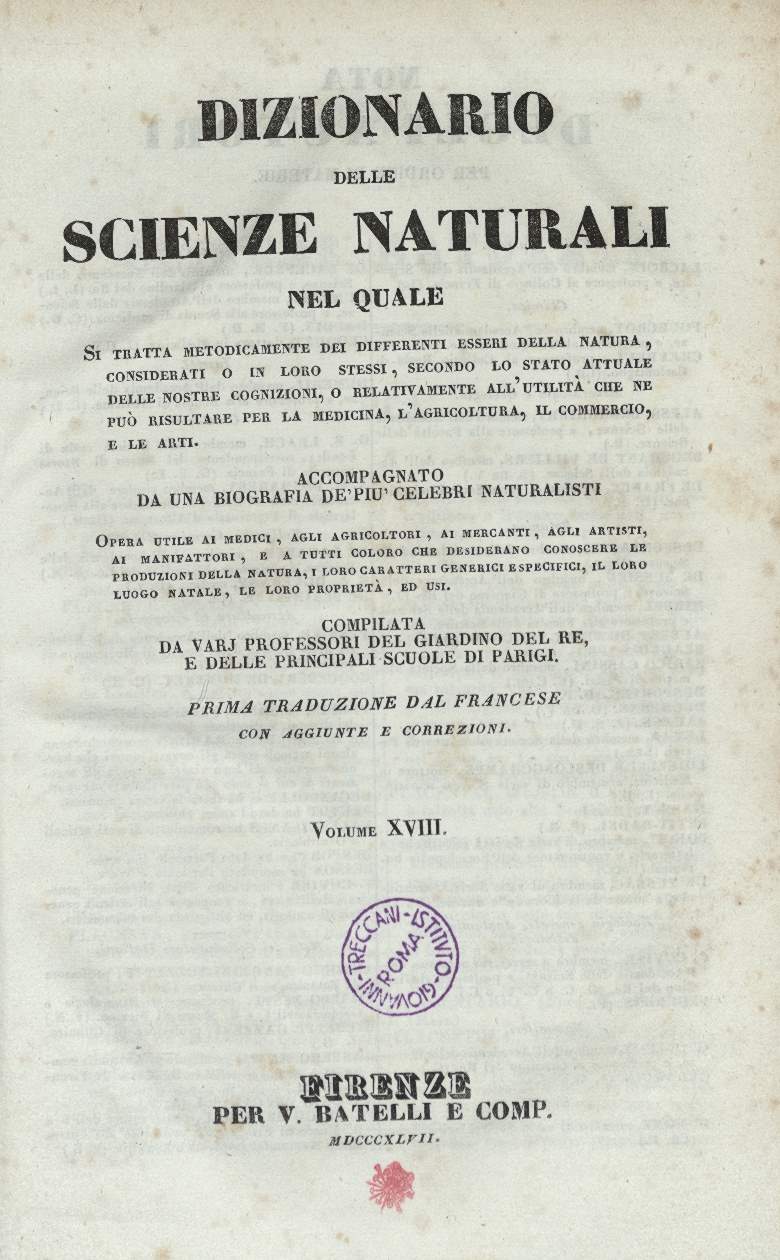 DIZIONARIO
DELLE
SCIENZE NATURALI
NEL QUALE
SI TRATTA METODICAMENTE DEI DIFFERENTI ESSERI DELLA NATURA,
CONSIDERATI O IN LORO STESSI, SECONDO LO STATO ATTUALE
DELLE NOSTRE COGNIZIONI, O RELATIVAMENTE ALL'UTILITÀ CHE NE
PUÒ RISULTARE PER LA MEDICINA, L'AGRICOLTURA, IL COMMERCIO,
E LE ARTI.
ACCOMPAGNATO
DA UNA BIOGRAFIA DE'PIU' CELEBRI NATURALISTI
OPERA UTILE AI MEDICI, AGLI AGRICOLTORI, AI MERCANTI, AGLI ARTISTI,
AI MANIFATTORI, E A TUTTI COLORO CHE DESIDERANO CONOSCERE LE
PRODUZIONI DELLA NATURA, I LORO CARATTERI GENERICI E SPECIFICI, IL LORO
LUOGO NATALE, LE LORO PROPRIETÀ, ED USI.
COMPILATA
DA VARJ PROFESSORI DEL GIARDINO DEL RE,
E DELLE PRINCIPALI SCUOLE DI PARIGI.
PRIMA TRADUZIONE DAL FRANCESE
CON AGGIUNTE E CORREZIONI.
VOLUME XVIII.
ISTITVTO-GIOVANNI-TRECCANI-
ROMA
FIRENZE
PER V. BATELLI E COMP.
MDCCCXLVII.